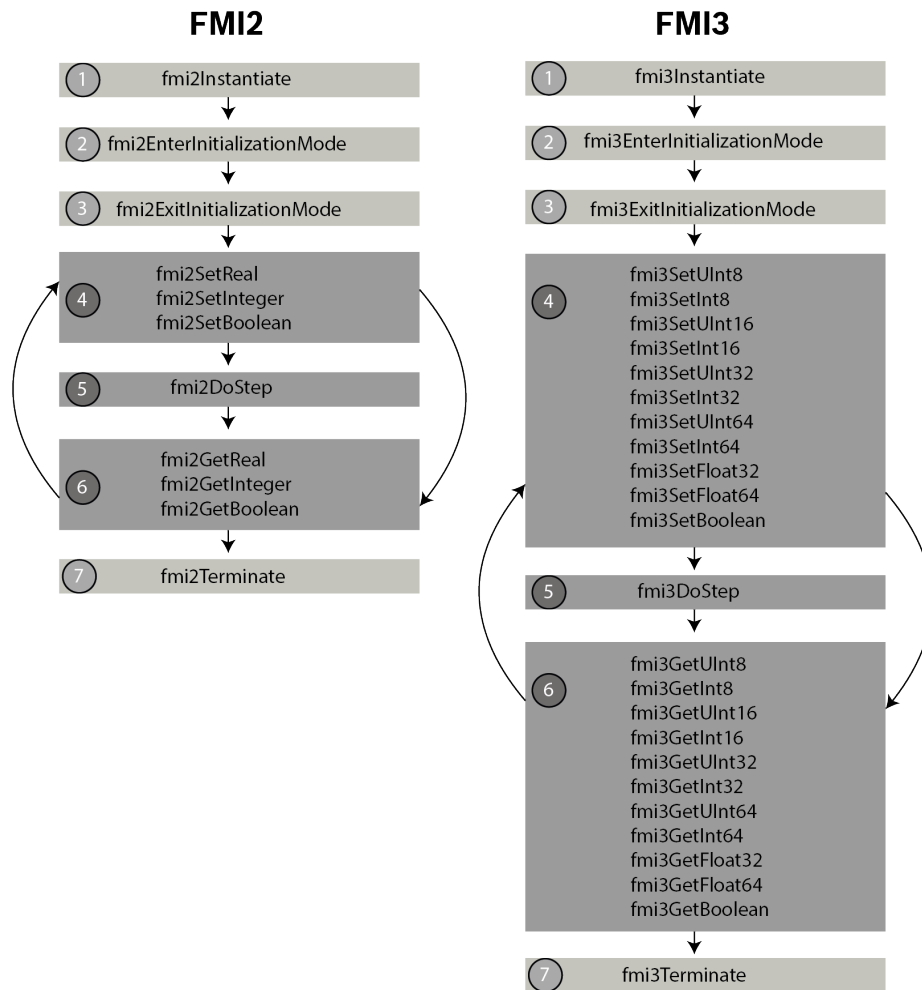 FMI2
1 fmi2Instantiate
2 fmi2EnterInitializationMode
3 fmi2ExitInitializationMode
4
fmi2SetReal
fmi2SetInteger
fmi2SetBoolean
5 fmi2DoStep
6
fmi2GetReal
fmi2GetInteger
fmi2GetBoolean
7 fmi2Terminate
FMI3
1 fmi3Instantiate
2 fmi3EnterInitializationMode
3 fmi3ExitInitializationMode
4
fmi3SetUInt8
fmi3SetInt8
fmi3SetUInt16
fmi3SetInt16
fmi3SetUInt32
fmi3SetInt32
fmi3SetUInt64
fmi3SetInt64
fmi3SetFloat32
fmi3SetFloat64
fmi3SetBoolean
5 fmi3DoStep
6
fmi3GetUInt8
fmi3GetInt8
fmi3GetUInt16
fmi3GetInt16
fmi3GetUInt32
fmi3GetInt32
fmi3GetUInt64
fmi3GetInt64
fmi3GetFloat32
fmi3GetFloat64
fmi3GetBoolean
7 fmi3Terminate